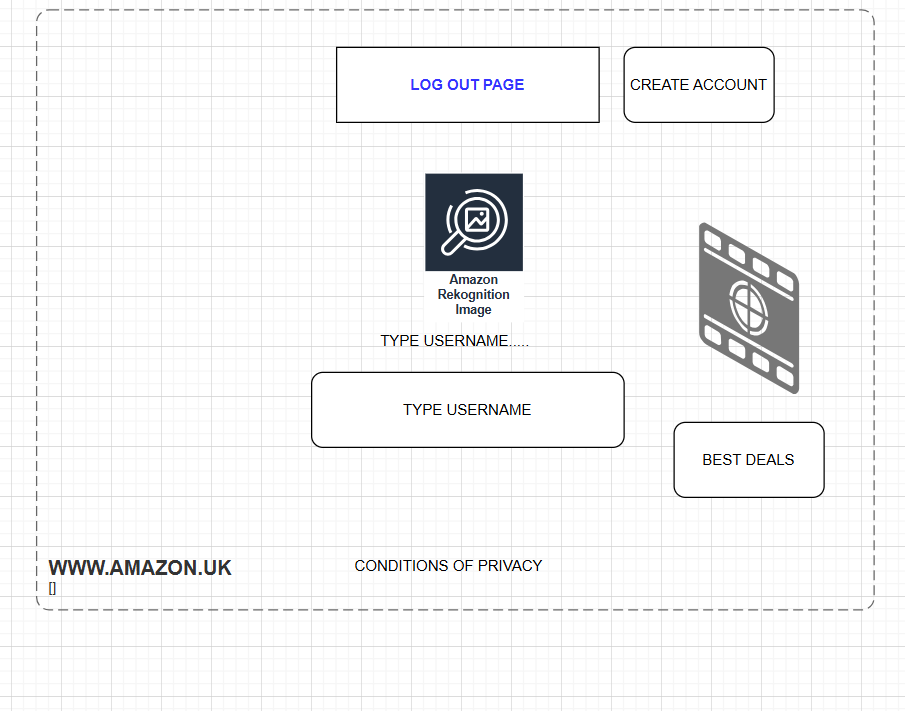 LOG OUT PAGE
CREATE ACCOUNT
Amazon
Rekognition
Image
TYPE USERNAME.....
TYPE USERNAME
BEST DEALS
WWW.AMAZON.UK
[]
CONDITIONS OF PRIVACY